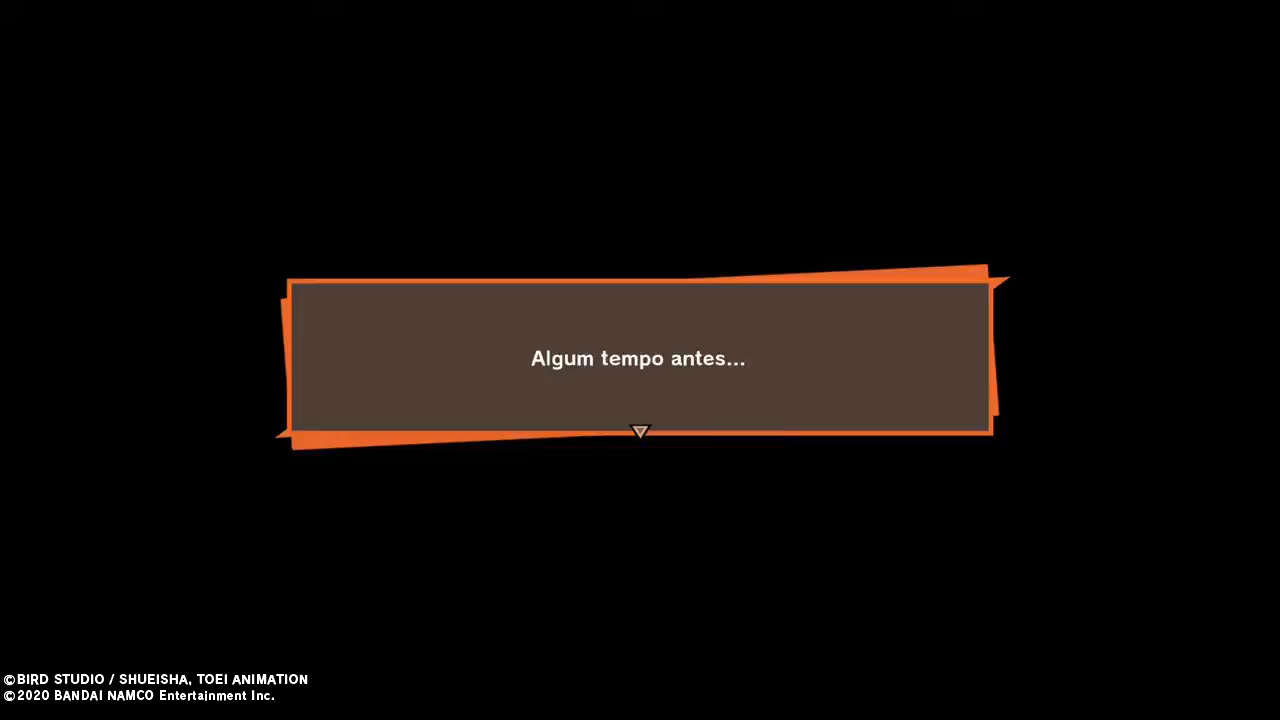 Algum tempo antes...
©BIRD STUDIO / SHUEISHA, TOEI ANIMATION
©2020 BANDAI NAMCO Entertainment Inc.